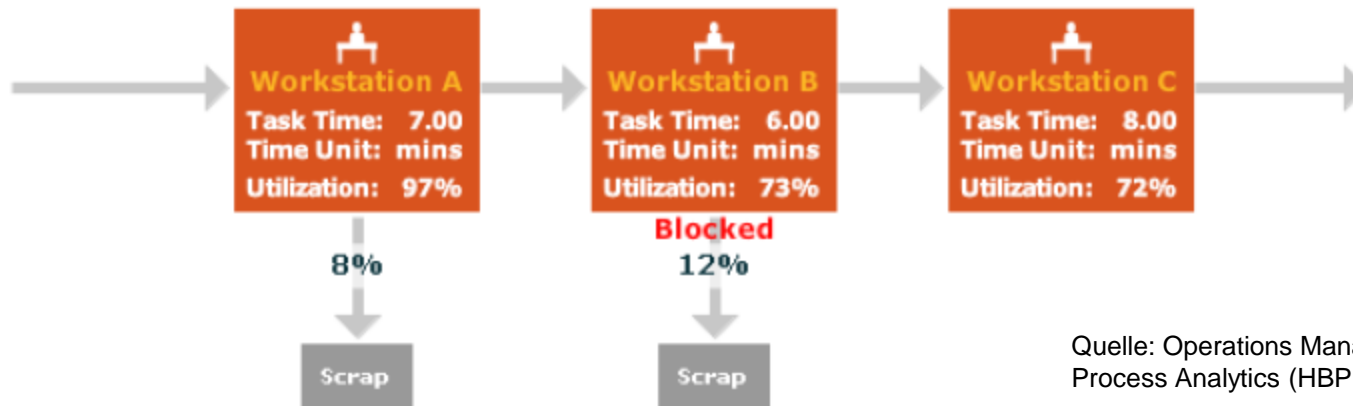 Workstation A
Task Time: 7.00
Time Unit: mins
Utilization: 97%
8%
Scrap
Workstation B
Task Time: 6.00
Time Unit: mins
Utilization: 73%
Blocked
12%
Scrap
Workstation C
Task Time: 8.00
Time Unit: mins
Utilization: 72%
Quelle: Operations
Process Analytics (HBP